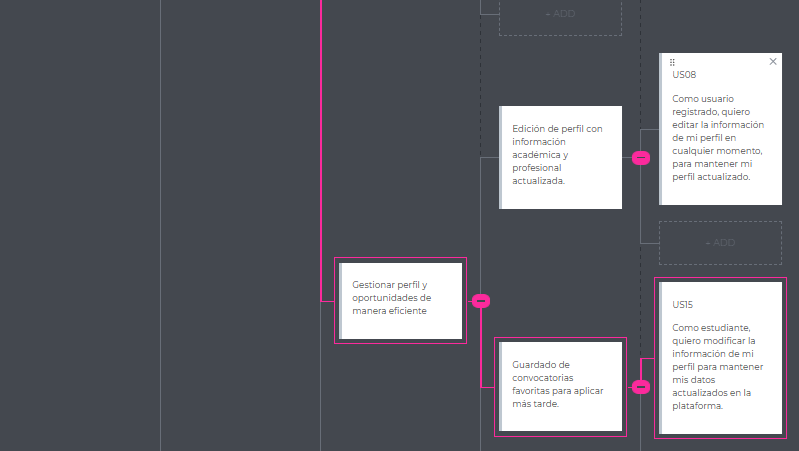 + ADD
US08
Como usuario
registrado, quiero
editar la información
de mi perfil en
cualquier momento,
para mantener mi
perfil actualizado.
Edición de perfil con
información
académica y
profesional
actualizada.
+ ADD
Gestionar perfil y
oportunidades de
manera eficiente
US15
Como estudiante,
quiero modificar la
información de mi
perfil para mantener
mis datos
actualizados en la
plataforma.
Guardado de
convocatorias
favoritas para aplicar
más tarde.